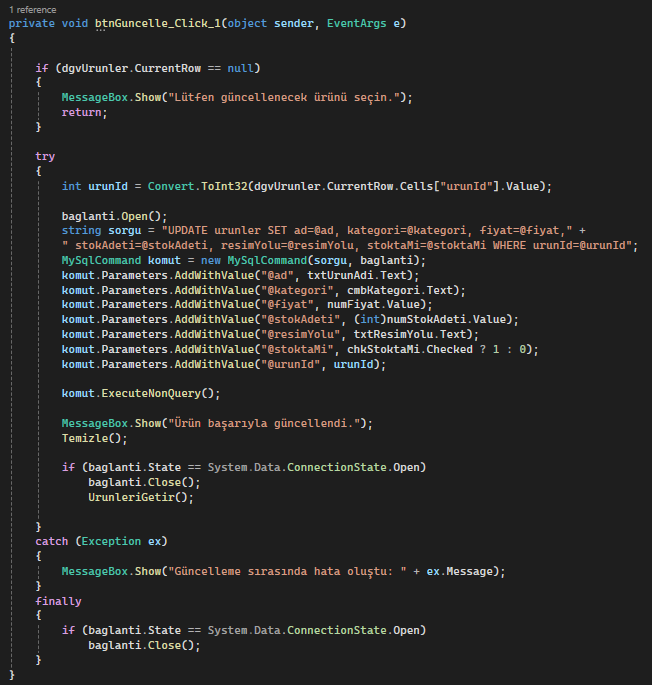 1 reference
private void btnGuncelle_Click_1(object sender, EventArgs e)
{
if (dgvUrunler.CurrentRow == null)
{
MessageBox.Show("Lütfen güncellenecek ürünü seçin.");
return;
}
try
{
int urunId = Convert.ToInt32(dgvUrunler.CurrentRow.Cells["urunId"].Value);
baglanti.Open();
string sorgu = "UPDATE urunler SET ad=@ad, kategori=@kategori, fiyat=@fiyat," +
" stokAdeti=@stokAdeti, resimYolu=@resimYolu, stoktaMi=@stoktaMi WHERE urunId=@urunId";
MySqlCommand komut = new MySqlCommand(sorgu, baglanti);
komut.Parameters.AddWithValue("@ad", txtUrunAdi.Text);
komut.Parameters.AddWithValue("@kategori", cmbKategori.Text);
komut.Parameters.AddWithValue("@fiyat", numFiyat.Value);
komut.Parameters.AddWithValue("@stokAdeti", (int)numStokAdeti.Value);
komut.Parameters.AddWithValue("@resimYolu", txtResimYolu.Text);
komut.Parameters.AddWithValue("@stoktaMi", chkStoktaMi.Checked ? 1 : 0);
komut.Parameters.AddWithValue("@urunId", urunId);
komut.ExecuteNonQuery();
MessageBox.Show("Ürün başarıyla güncellendi.");
Temizle();
if (baglanti.State == System.Data.ConnectionState.Open)
baglanti.Close();
UrunleriGetir();
}
catch (Exception ex)
{
MessageBox.Show("Güncelleme sırasında hata oluştu: " + ex.Message);
}
finally
{
if (baglanti.State == System.Data.ConnectionState.Open)
baglanti.Close();
}
}